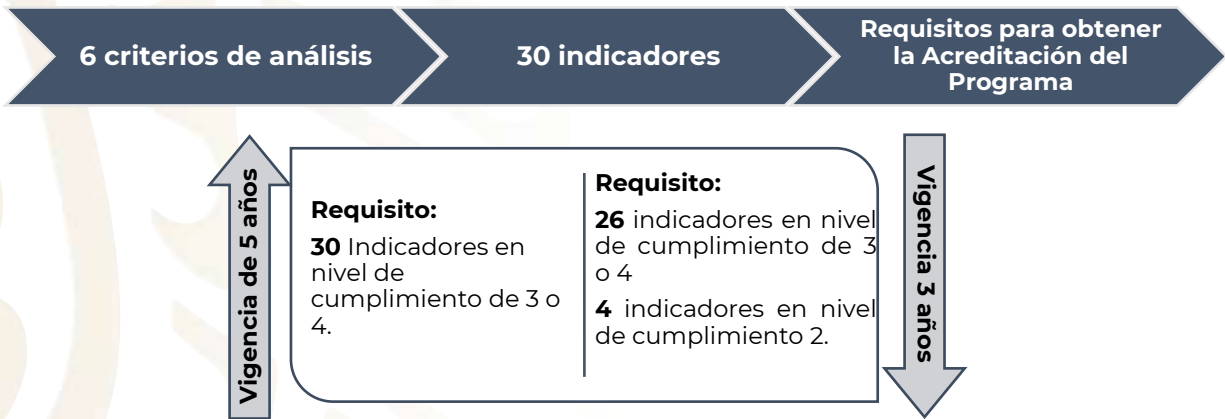 6 criterios de análisis
30 indicadores
Requisitos para obtener
la Acreditación del
Programa
Vigencia de 5 años
Requisito:
30 Indicadores en
nivel de
cumplimiento de 3 o
4.
Requisito:
26 indicadores en nivel
de cumplimiento de 3
o 4
4 indicadores en nivel
de cumplimiento 2.
Vigencia 3 años